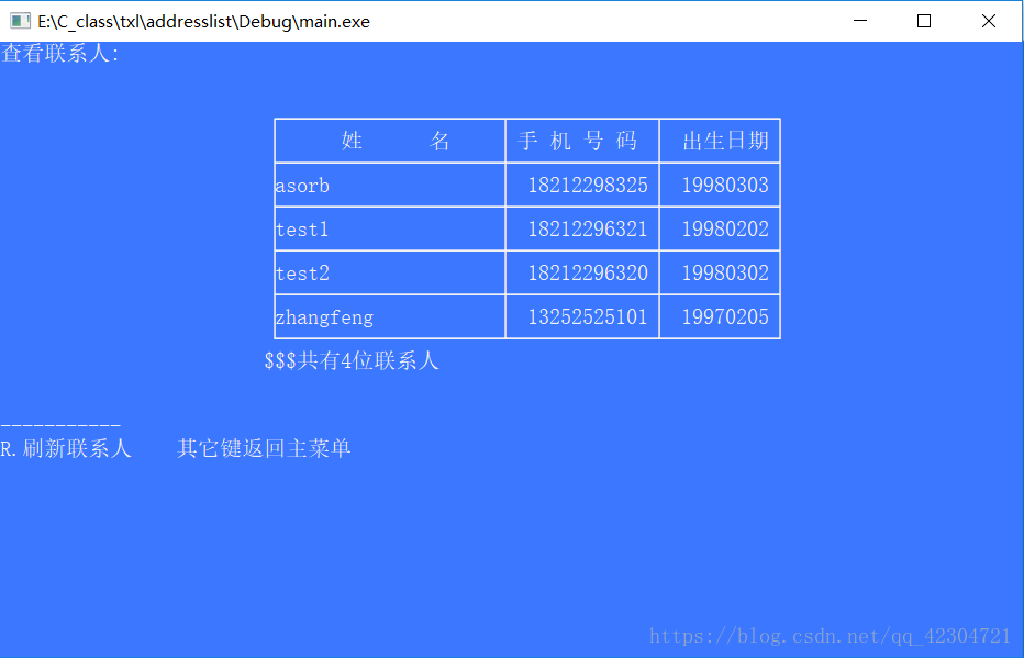 E:\C_class\txl\addresslist\Debug\main.exe
查看联系人:
姓 名 手 机 号 码 出生日期
asorb 18212298325 19980303
test1 18212296321 19980202
test2 18212296320 19980302
zhangfeng 13252525101 19970205
$$$共有4位联系人
-----------
R.刷新联系人 其它键返回主菜单
https://blog.csdn.net/qq_42304721